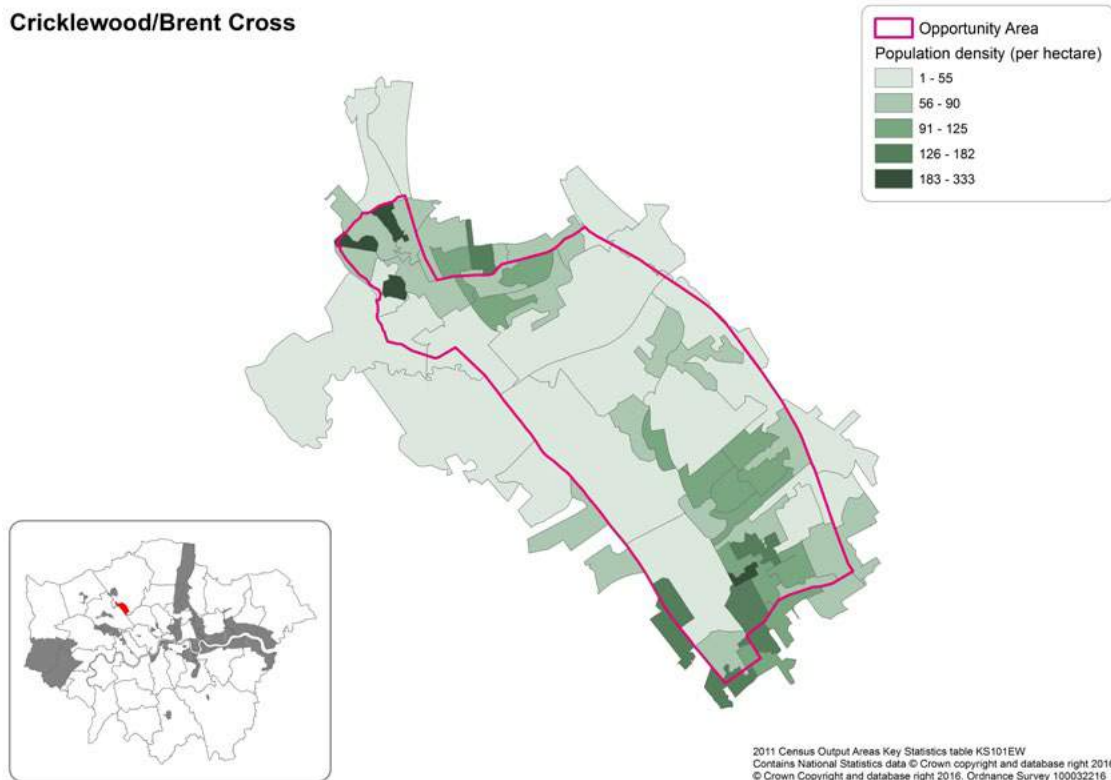 Cricklewood/Brent Cross
Opportunity Area
Population density (per hectare)
1 - 55
56 - 90
91 - 125
126 - 182
183 - 333
2011 Census Output Areas Key Statistics table KS101EW
Contains National Statistics data © Crown copyright and database right 2016
© Crown Copyright and database right 2016. Ordnance Survey 100032216